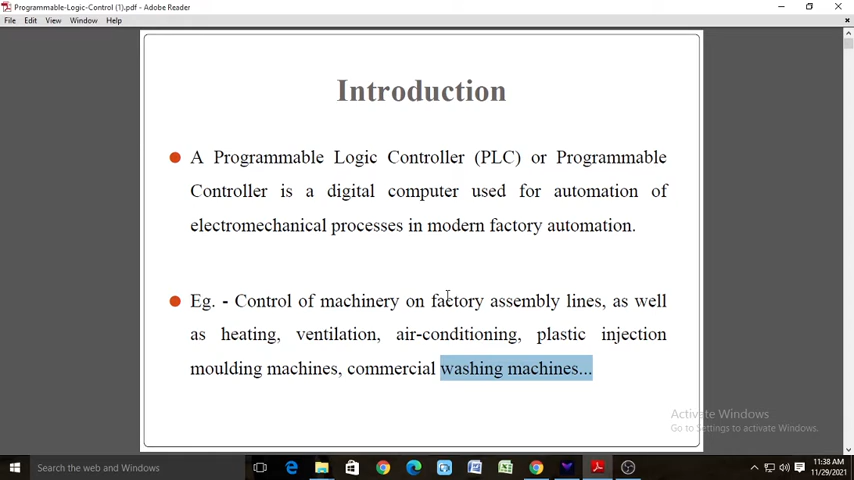 Programmable-Logic-Control (1).pdf - Adobe Reader
File Edit View Window Help
Introduction
A Programmable Logic Controller (PLC) or Programmable
Controller is a digital computer used for automation of
electromechanical processes in modern factory automation.
Eg. - Control of machinery on factory assembly lines, as well
as heating, ventilation, air-conditioning, plastic injection
moulding machines, commercial washing machines...
Activate Windows
Go to Settings to activate Windows.
Search the web and Windows
11:38 AM
11/29/2021